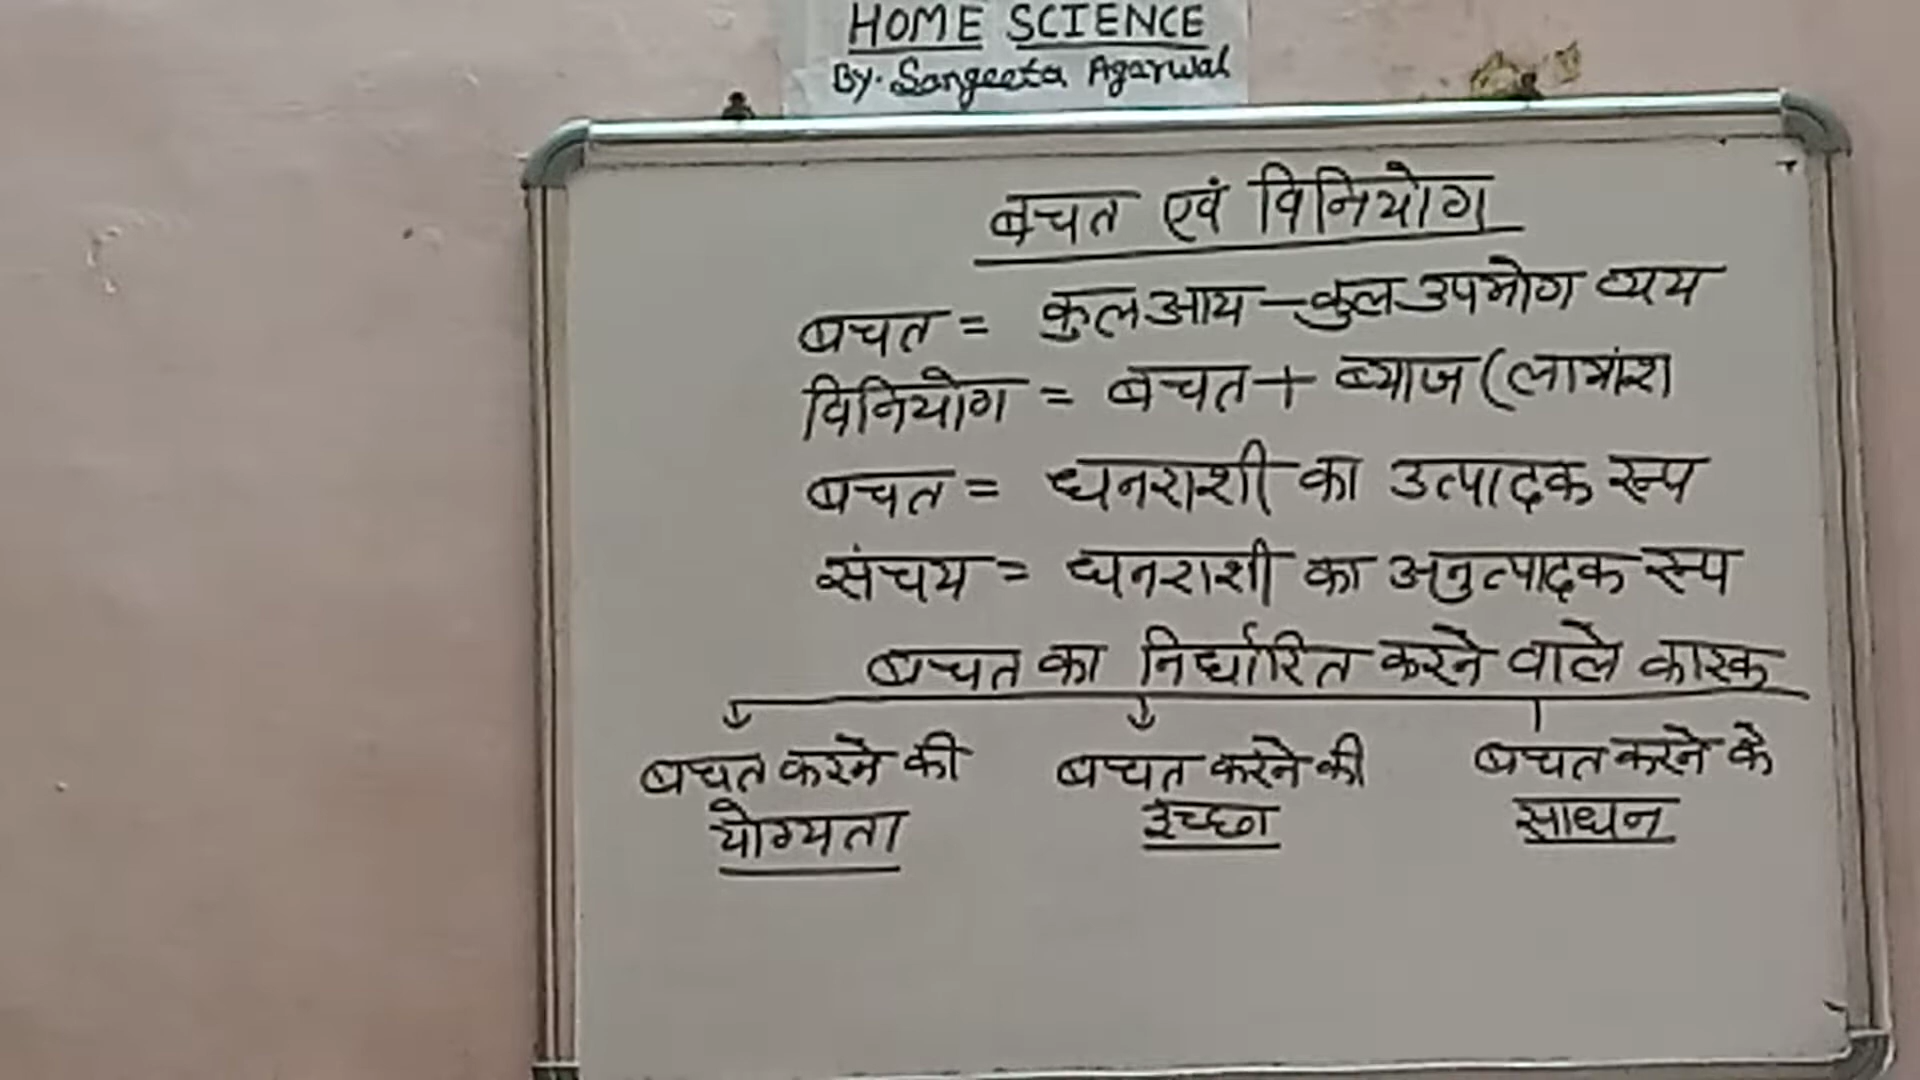 HOME SCIENCE
By. Sangeeta Agarwal
बचत एवं विनियोग
बचत = कुल आय - कुल उपभोग व्यय
विनियोग = बचत + ब्याज (लाभांश
बचत = धनराशी का उत्पादक रूप
संचय = धनराशी का अनुत्पादक रूप
बचत का निर्धारित करने वाले कारक
बचत करने की योग्यता
बचत करने की इच्छा
बचत करने के साधन